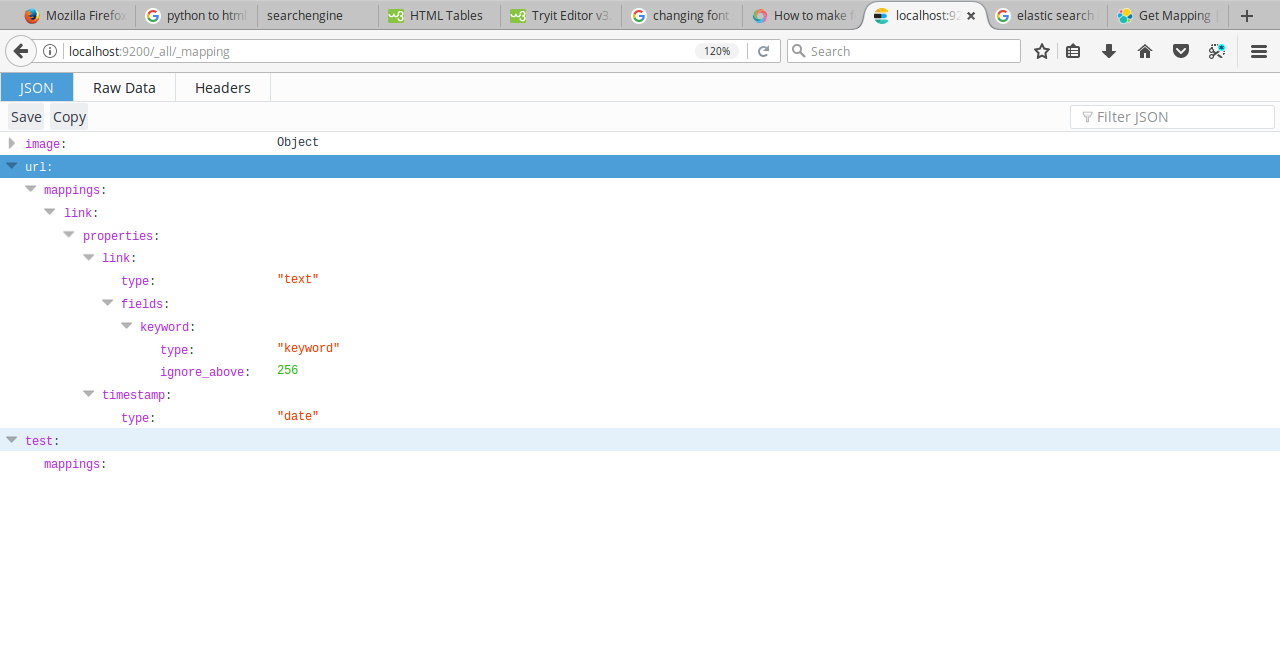 Mozilla Firefox python to html searchengine HTML Tables Tryit Editor v3. changing font s How to make f localhost:92 elastic search Get Mapping
localhost:9200/_all/_mapping 120% Search
JSON Raw Data Headers
Save Copy Filter JSON
image: Object
url:
mappings:
link:
properties:
link:
type: "text"
fields:
keyword:
type: "keyword"
ignore_above: 256
timestamp:
type: "date"
test:
mappings: